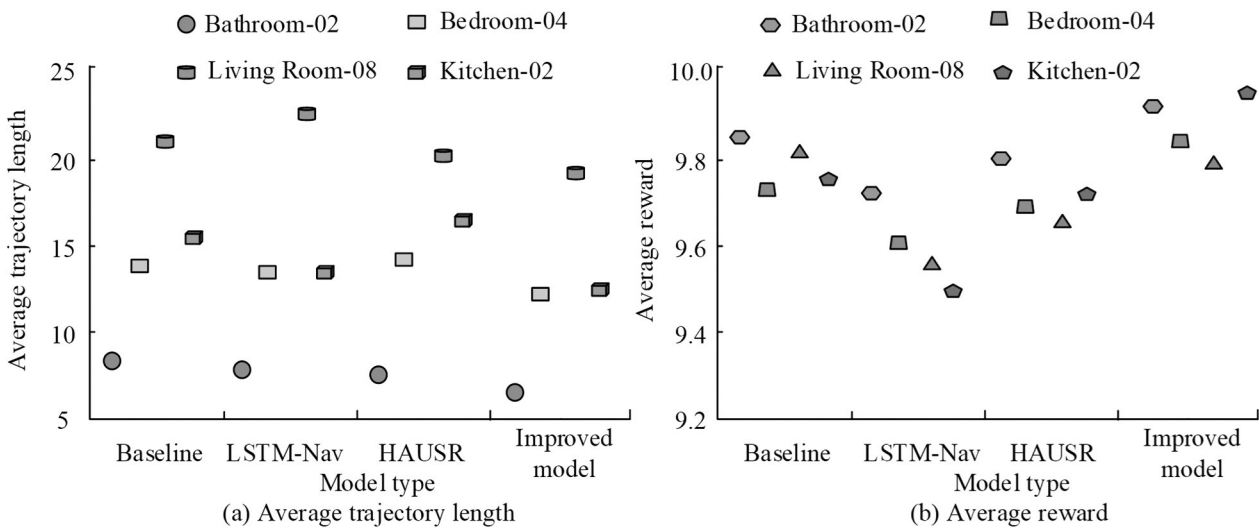 Bathroom-02 Bedroom-04
Living Room-08 Kitchen-02
25
20
15
10
5
Average trajectory length
Baseline LSTM-Nav HAUSR Improved model
Model type
(a) Average trajectory length
Bathroom-02 Bedroom-04
Living Room-08 Kitchen-02
10.0
9.8
9.6
9.4
9.2
Average reward
Baseline LSTM-Nav HAUSR Improved model
Model type
(b) Average reward